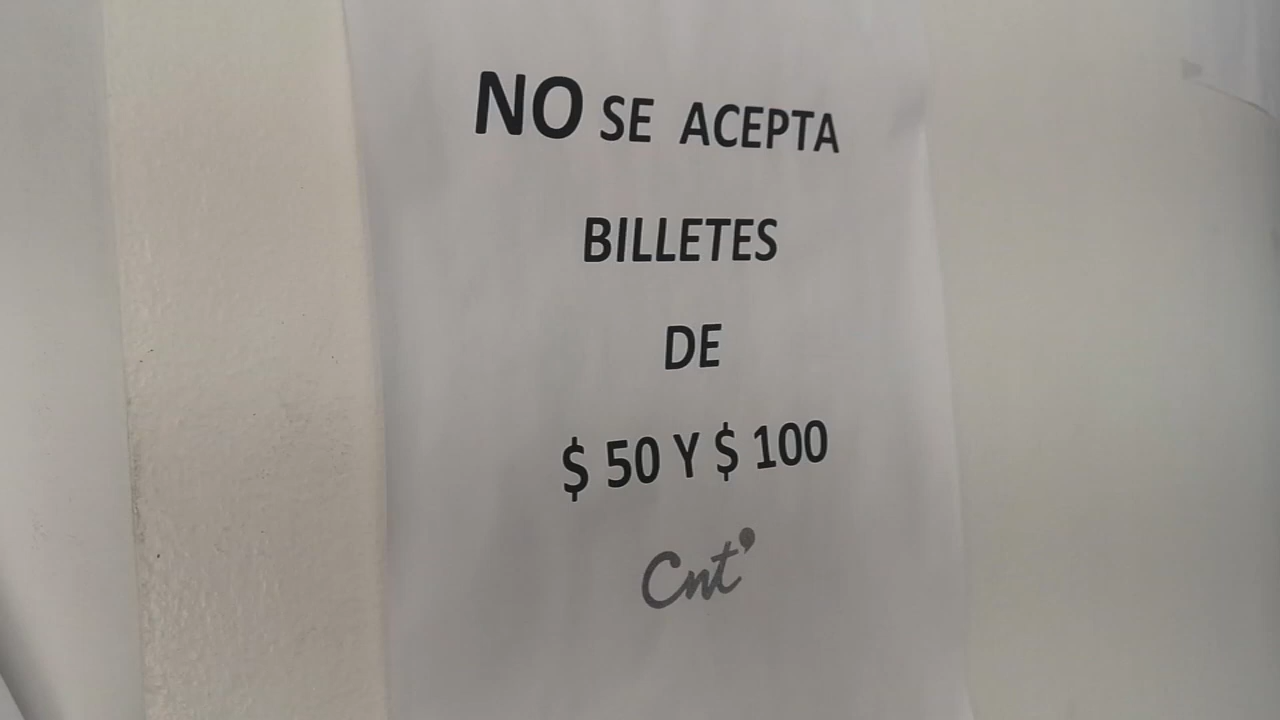 NO SE ACEPTA
BILLETES
DE
$ 50 Y $ 100
Cnt'